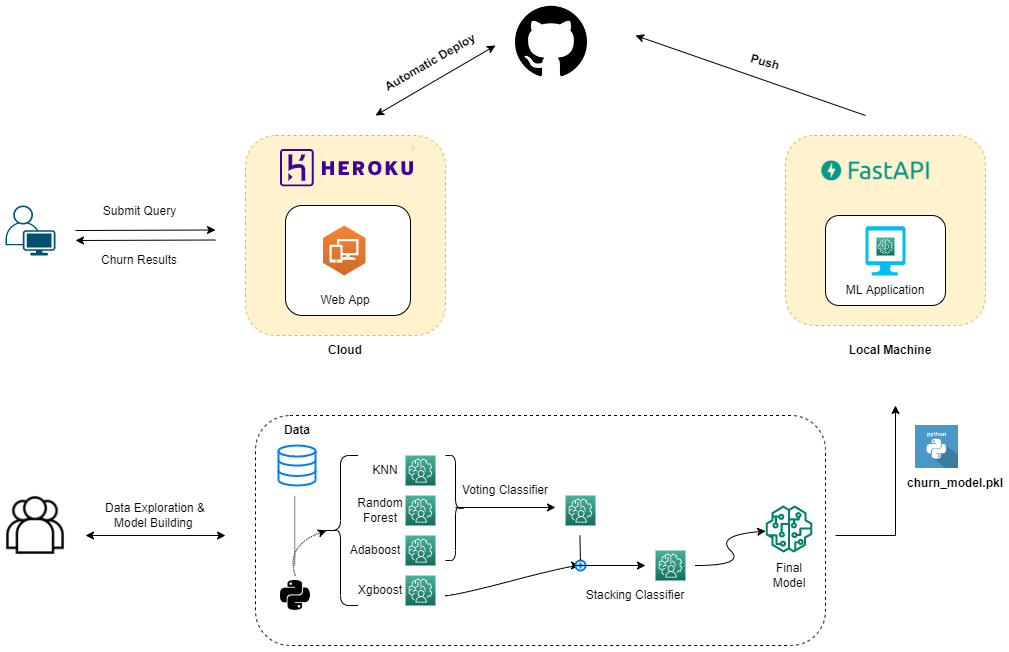 Automatic Deploy
Push
HEROKU
FastAPI
Submit Query
Churn Results
Web App
ML Application
Cloud
Local Machine
Data
python
churn_model.pkl
KNN
Voting Classifier
Random
Forest
Data Exploration &
Model Building
Adaboost
Xgboost
Stacking Classifier
Final
Model